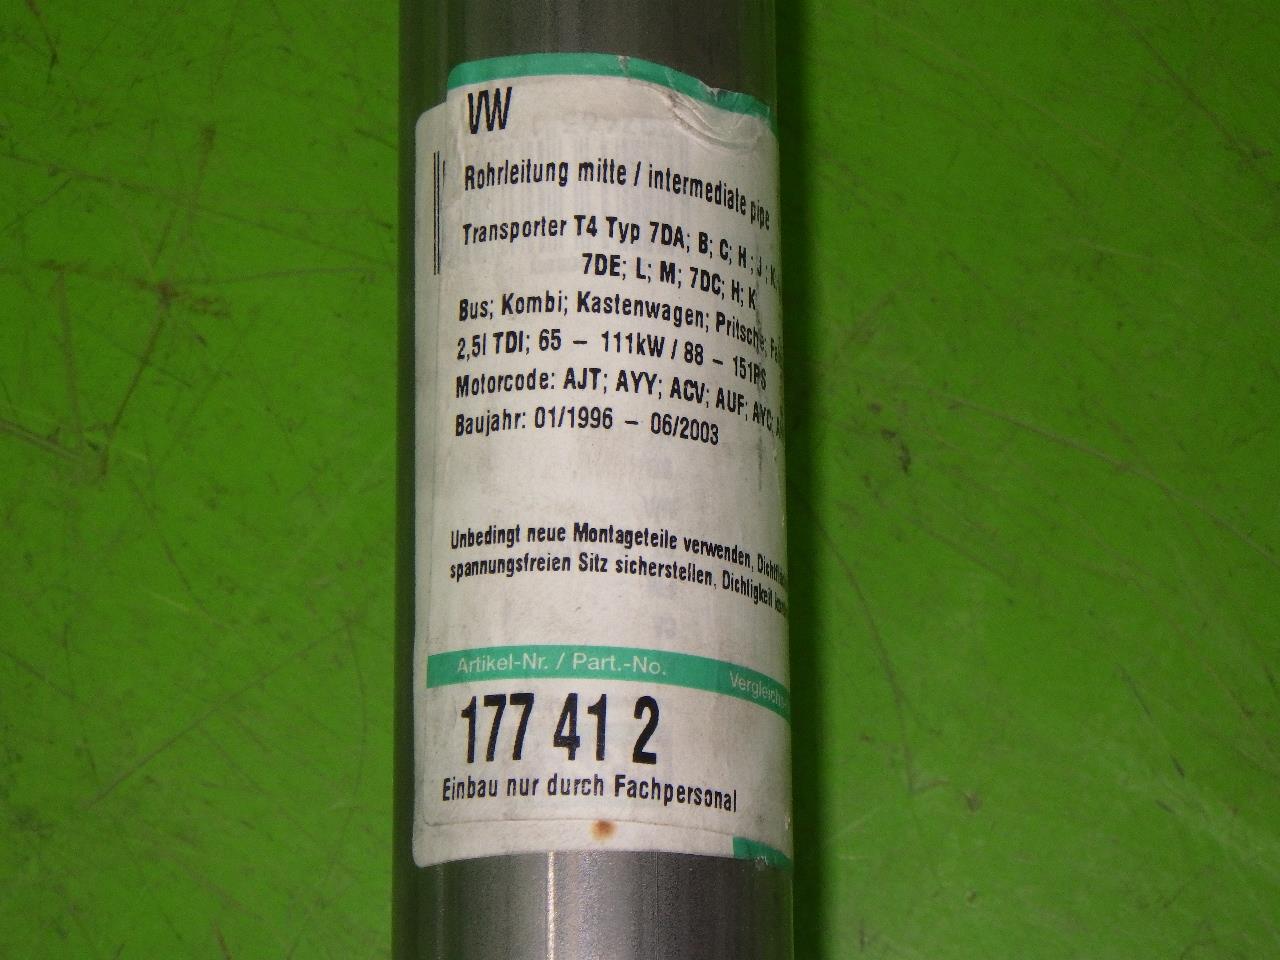 VW
Rohrleitung mitte / intermediate pipe
Transporter T4 Typ 7DA; B; C; H; J; K;
7DE; L; M; 7DC; H; K
Bus; Kombi; Kastenwagen; Pritsche;
2,5l TDI; 65 – 111kW / 88 – 151PS
Motorcode: AJT; AYY; ACV; AUF; AYC;
Baujahr: 01/1996 – 06/2003
Unbedingt neue Montageteile verwenden,
spannungsfreien Sitz sicherstellen, Dichtigkeit
Artikel-Nr. / Part.-No.
177 41 2
Einbau nur durch Fachpersonal